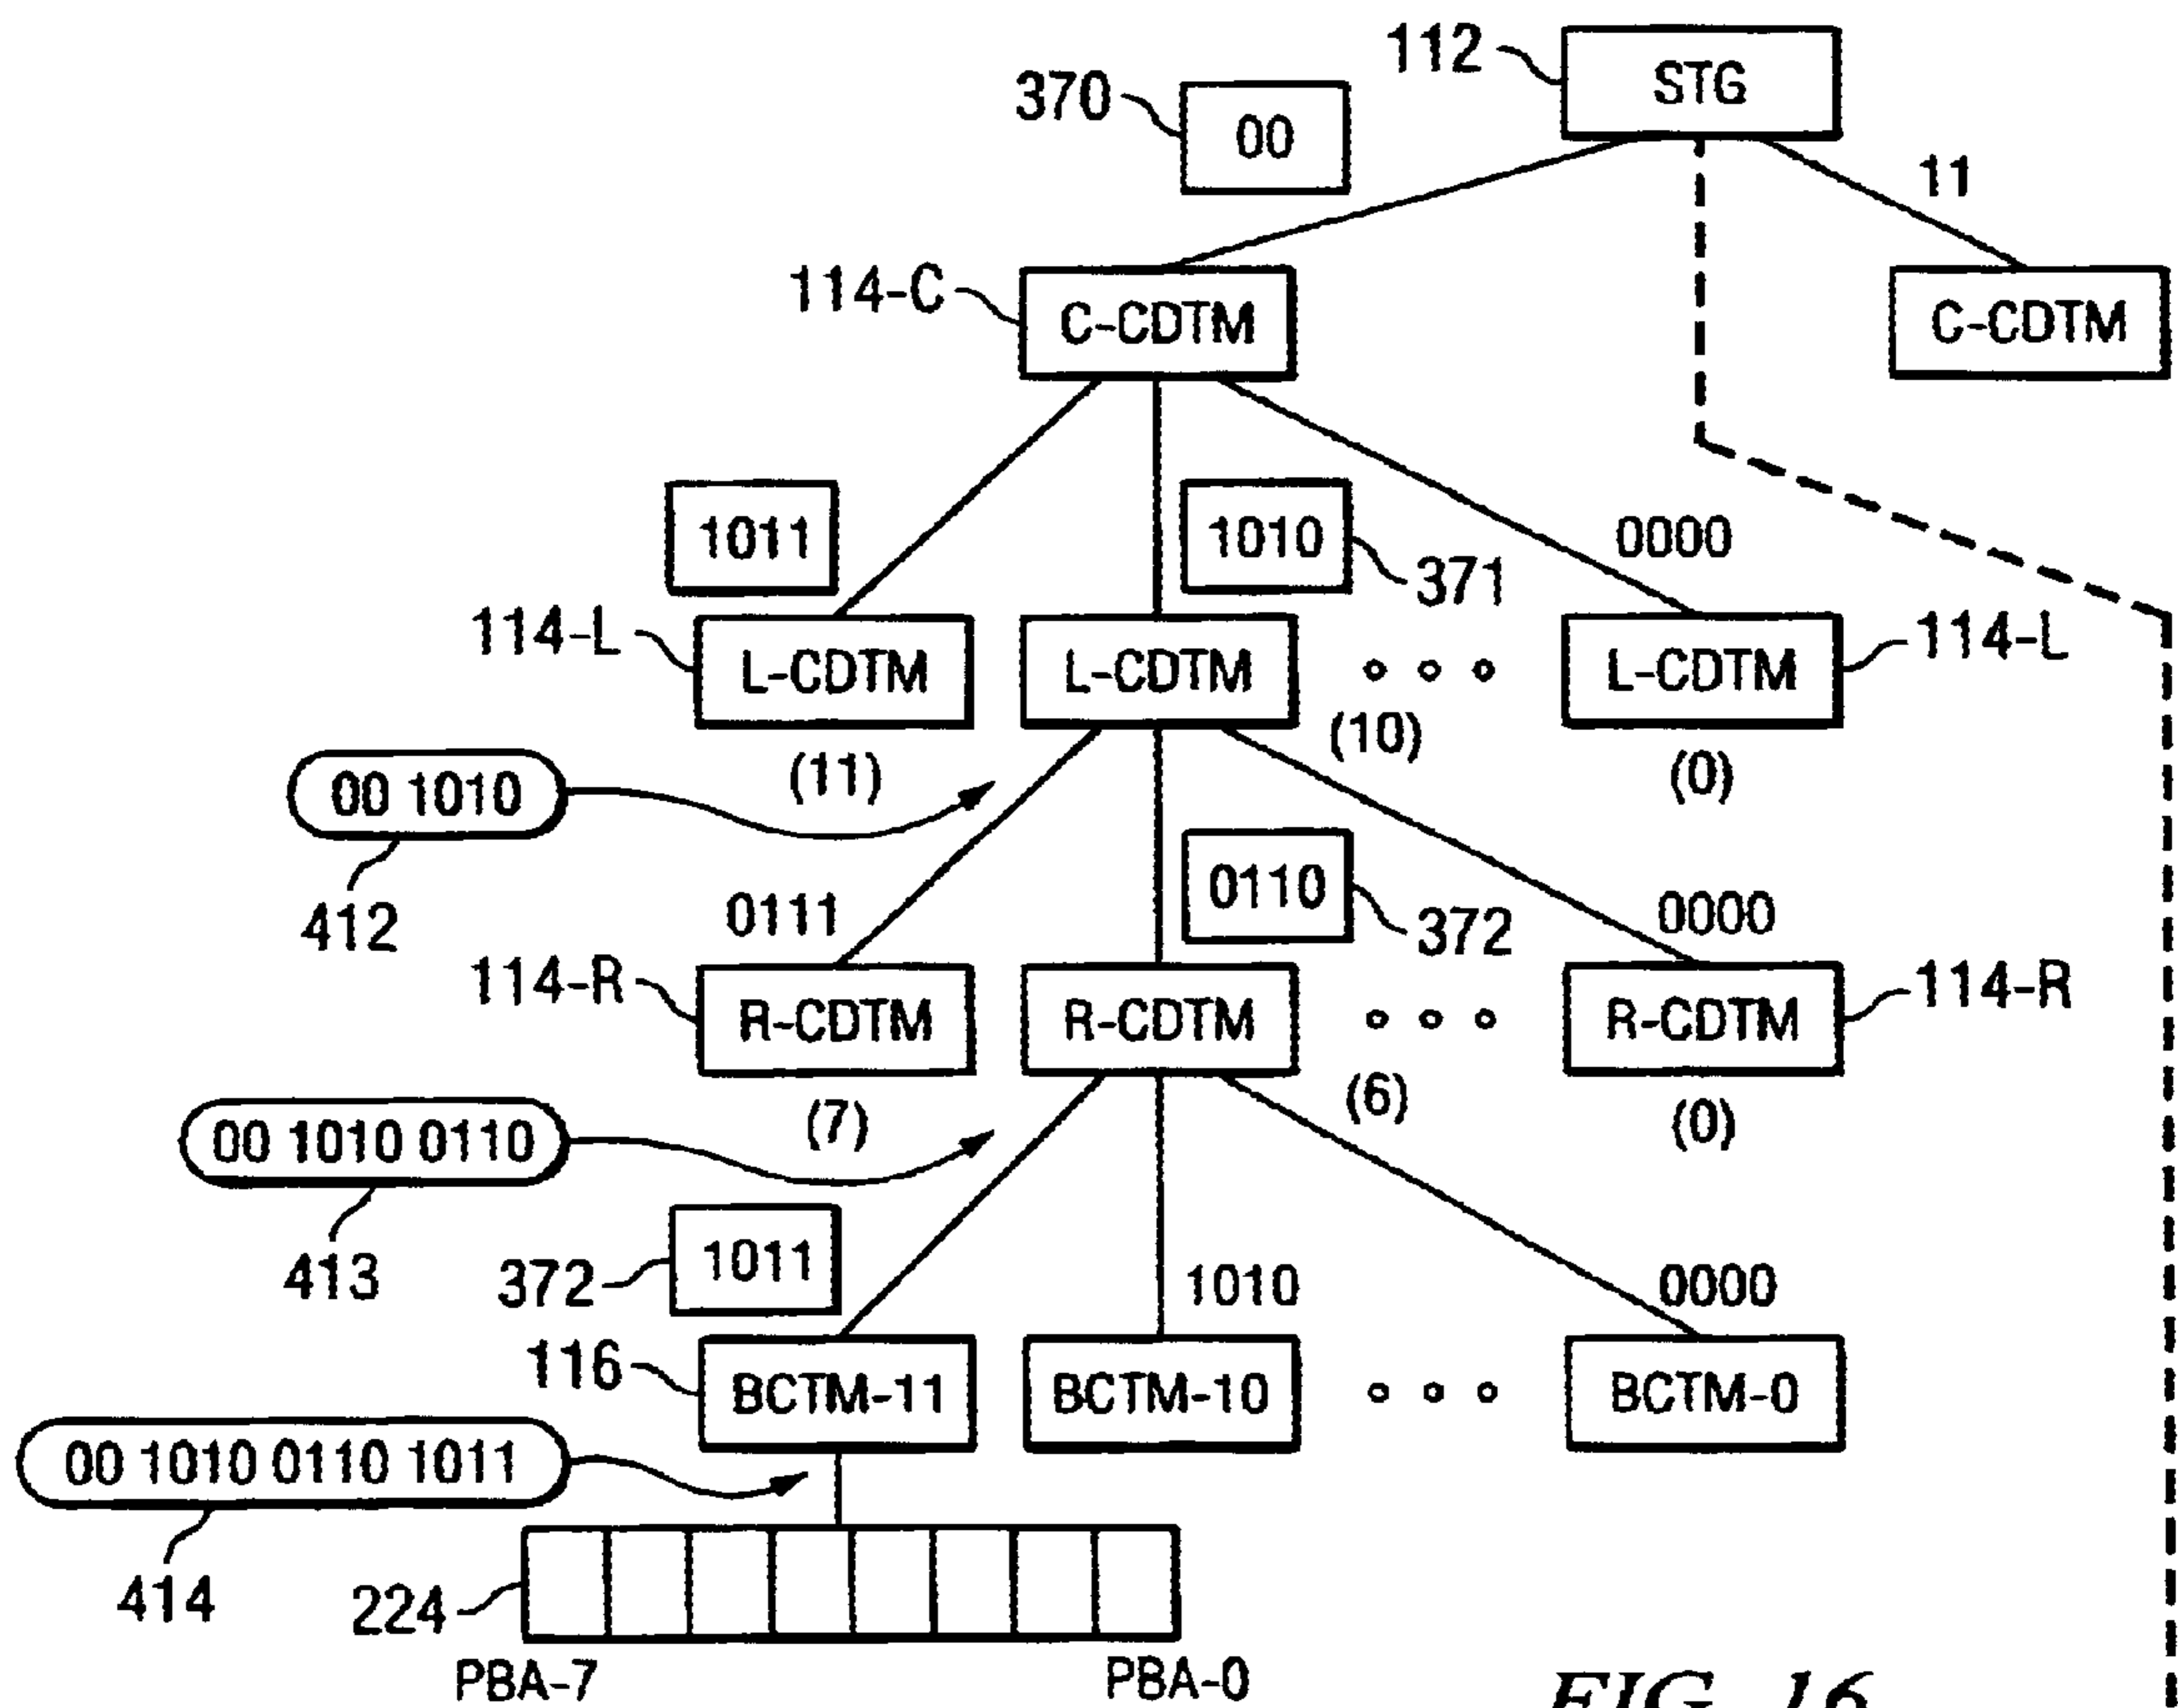 112
STG
370
00
11
114-C
C-CDTM
C-CDTM
1011
1010
371
0000
114-L
L-CDTM
L-CDTM
L-CDTM
114-L
(11)
(10)
(0)
00 1010
412
0111
0110
372
0000
114-R
R-CDTM
R-CDTM
R-CDTM
114-R
(7)
(6)
(0)
00 1010 0110
413
372
1011
1010
0000
116
BCTM-11
BCTM-10
BCTM-0
00 1010 0110 1011
414
224
PBA-7
PBA-0
FIG. 16